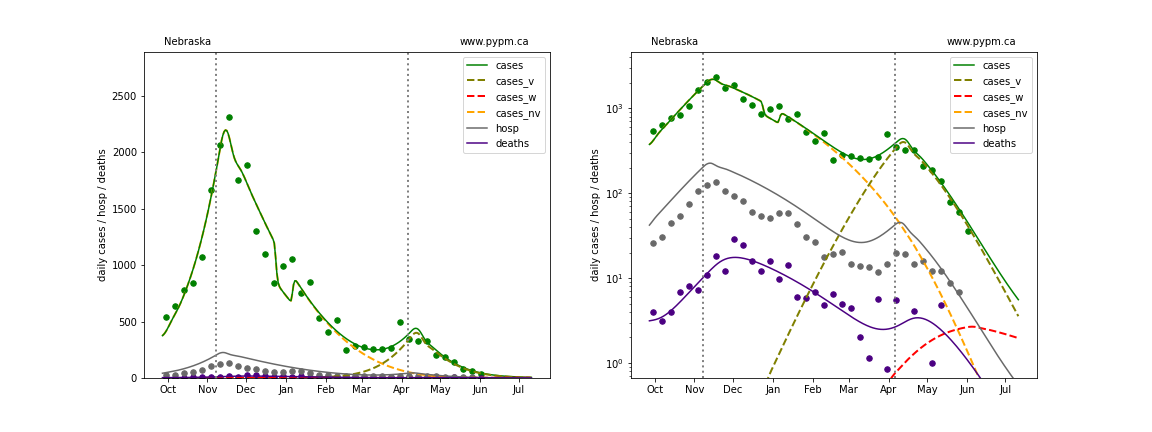 Nebraska www.pypm.ca
daily cases / hosp / deaths
2500
2000
1500
1000
500
0
Oct Nov Dec Jan Feb Mar Apr May Jun Jul
cases
cases_v
cases_w
cases_nv
hosp
deaths
Nebraska www.pypm.ca
daily cases / hosp / deaths
10³
10²
10¹
10⁰
Oct Nov Dec Jan Feb Mar Apr May Jun Jul
cases
cases_v
cases_w
cases_nv
hosp
deaths